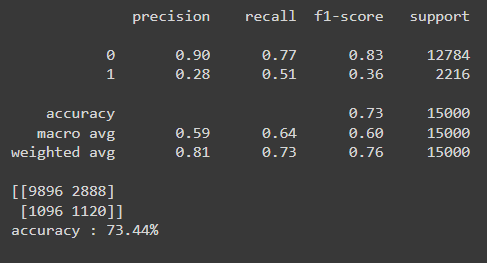 precision recall f1-score support
0 0.90 0.77 0.83 12784
1 0.28 0.51 0.36 2216
accuracy 0.73 15000
macro avg 0.59 0.64 0.60 15000
weighted avg 0.81 0.73 0.76 15000
[[9896 2888]
[1096 1120]]
accuracy : 73.44%